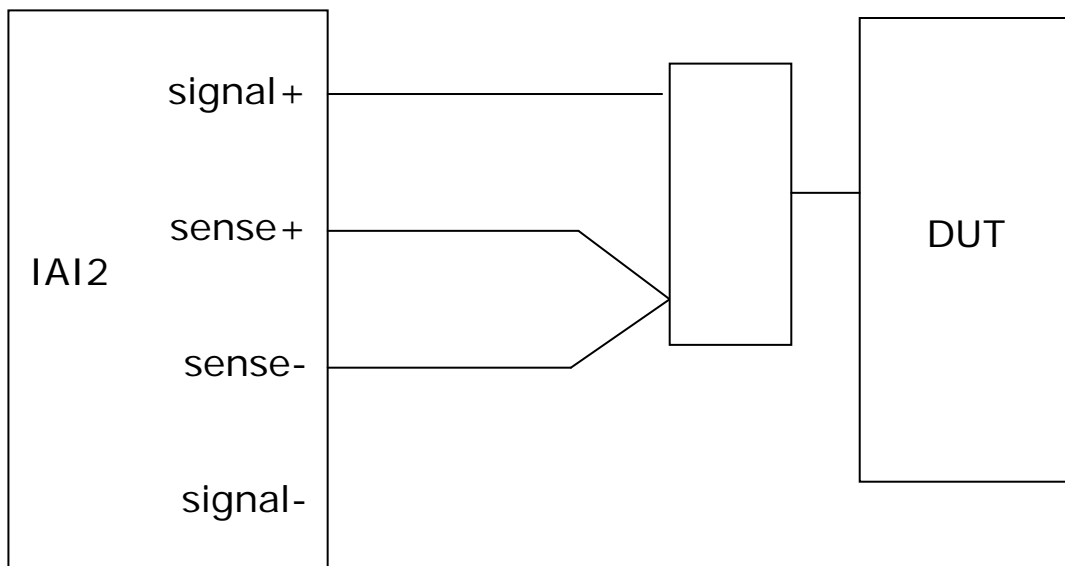 signal+
sense+
IAI2
DUT
sense-
signal-